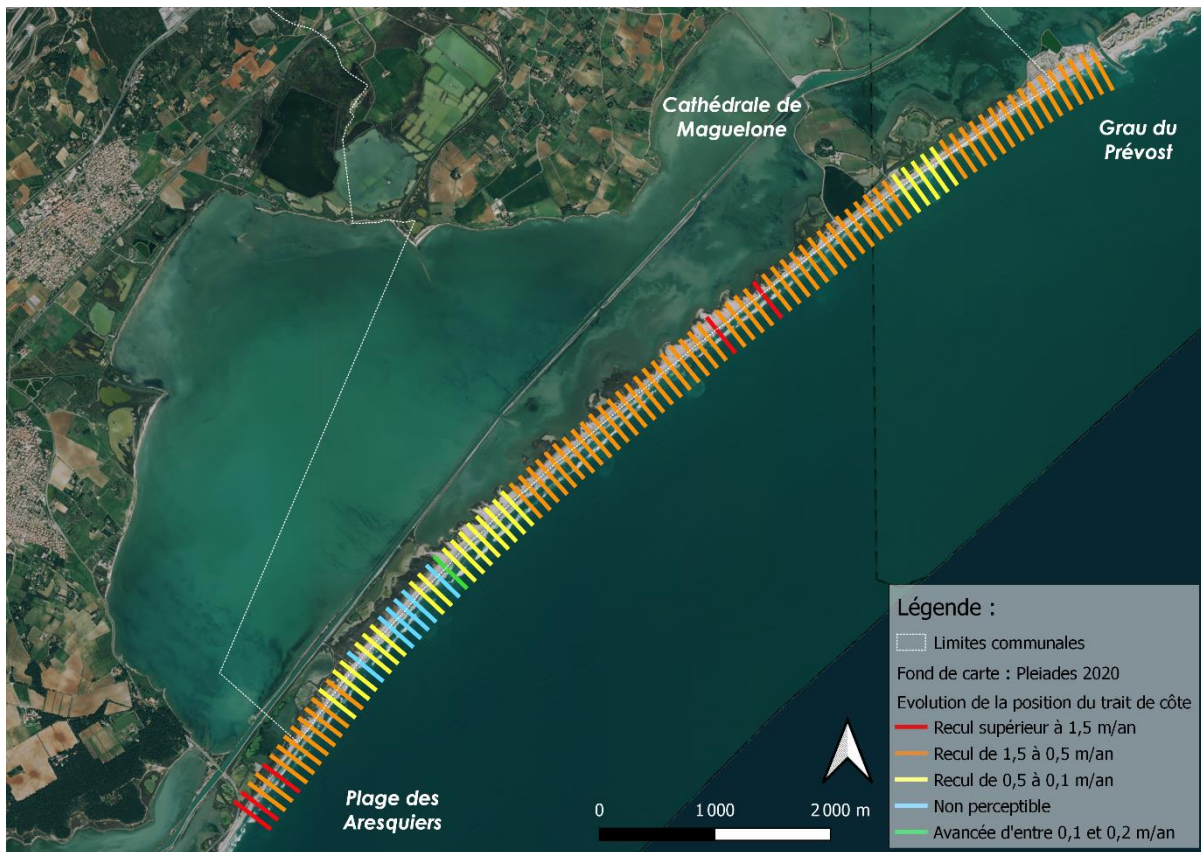 Cathédrale de
Maguelone
Grau du
Prévost
Plage des
Aresquiers
0 1 000 2 000 m
Légende :
Limites communales
Fond de carte : Pleiades 2020
Evolution de la position du trait de côte
Recul supérieur à 1,5 m/an
Recul de 1,5 à 0,5 m/an
Recul de 0,5 à 0,1 m/an
Non perceptible
Avancée d'entre 0,1 et 0,2 m/an